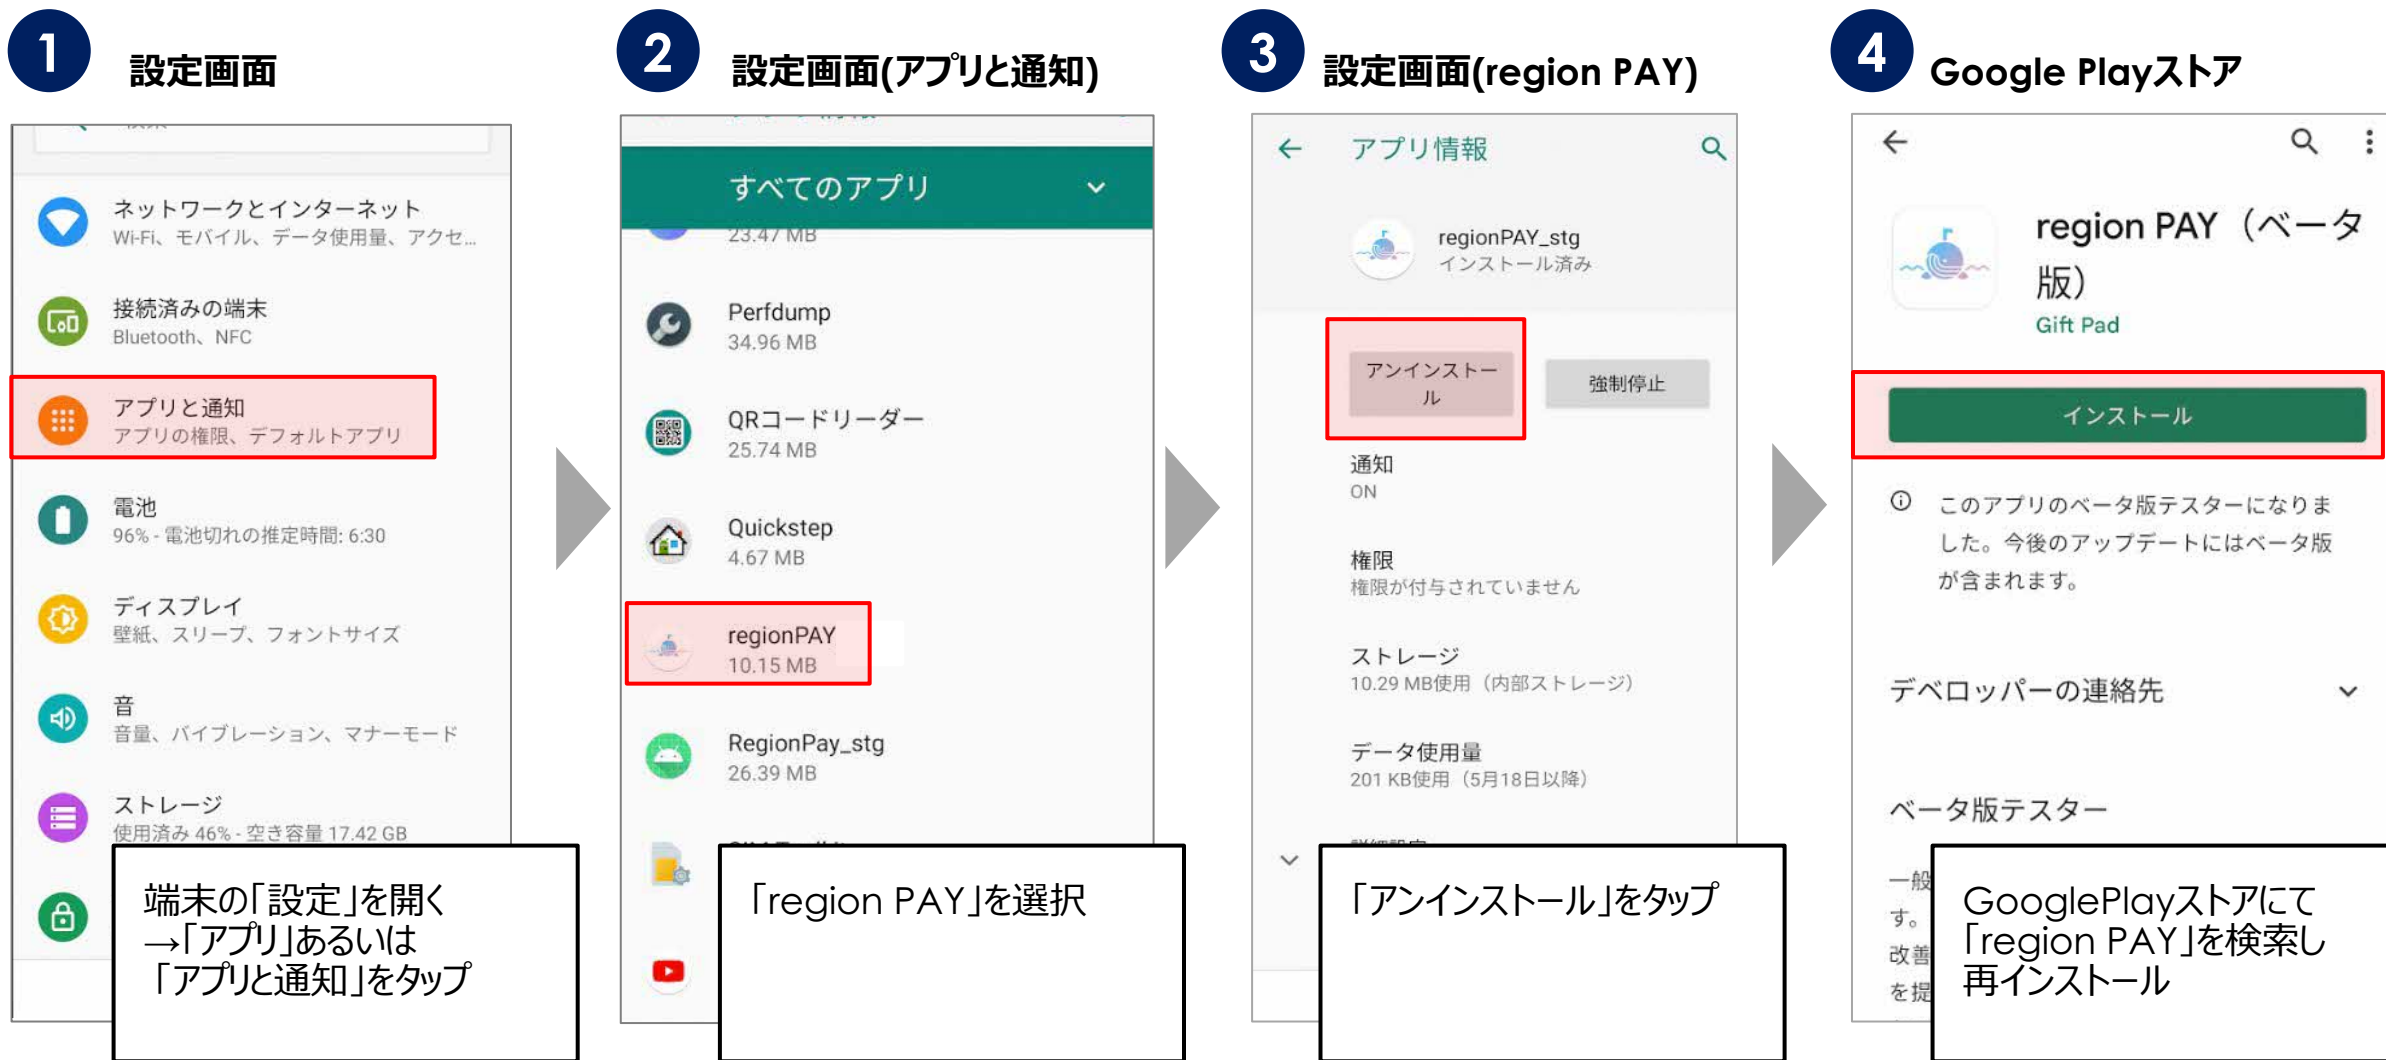 1
設定画面
ネットワークとインターネット
Wi-Fi、モバイル、データ使用量、アクセ...
接続済みの端末
Bluetooth、NFC
アプリと通知
アプリの権限、デフォルトアプリ
電池
96% - 電池切れの推定時間: 6:30
ディスプレイ
壁紙、スリープ、フォントサイズ
音
音量、バイブレーション、マナーモード
ストレージ
使用済み 46% - 空き容量 17.42 GB
端末の「設定」を開く
→「アプリ」あるいは
「アプリと通知」をタップ
2
設定画面(アプリと通知)
すべてのアプリ
23.47 MB
Perfdump
34.96 MB
QRコードリーダー
25.74 MB
Quickstep
4.67 MB
regionPAY
10.15 MB
RegionPay_stg
26.39 MB
「region PAY」を選択
3
設定画面(region PAY)
アプリ情報
regionPAY_stg
インストール済み
アンインストー
ル
強制停止
通知
ON
権限
権限が付与されていません
ストレージ
10.29 MB使用（内部ストレージ）
データ使用量
201 KB使用（5月18日以降）
「アンインストール」をタップ
4
Google Playストア
region PAY（ベータ
版）
Gift Pad
インストール
このアプリのベータ版テスターになりま
した。今後のアップデートにはベータ版
が含まれます。
デベロッパーの連絡先
ベータ版テスター
一般
す。
改善
を提
GooglePlayストアにて
「region PAY」を検索し
再インストール